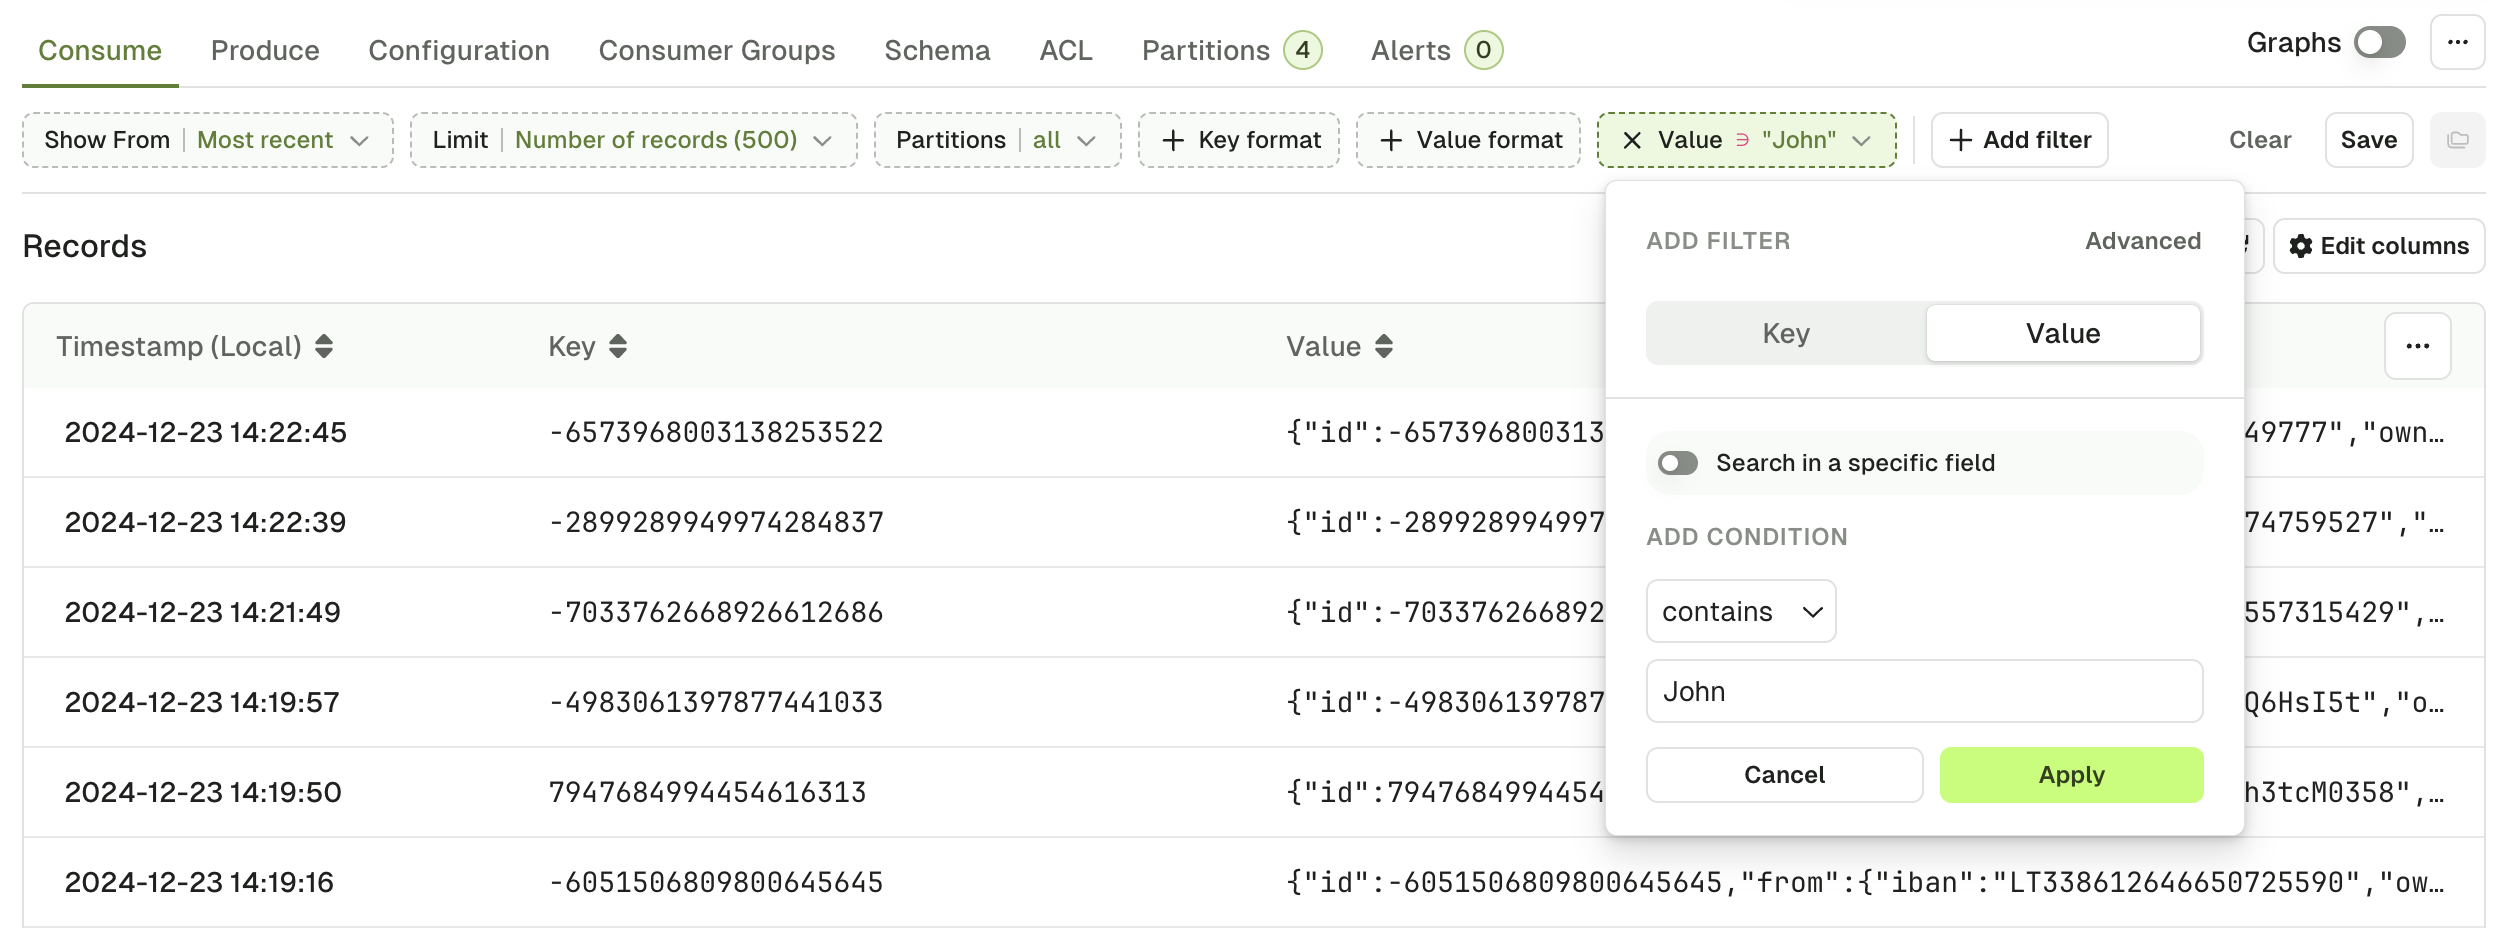 Consume Produce Configuration Consumer Groups Schema ACL Partitions 4 Alerts 0 Graphs ...
Show From | Most recent Limit | Number of records (500) Partitions | all + Key format + Value format × Value ∋ "John" + Add filter Clear Save
Records
Edit columns
ADD FILTER Advanced
Key Value
Search in a specific field
ADD CONDITION
contains
John
Cancel Apply
Timestamp (Local) Key Value ...
2024-12-23 14:22:45 -6573968003138253522 {"id":-657396800313 49777","own…
2024-12-23 14:22:39 -2899289949974284837 {"id":-289928994997 74759527","…
2024-12-23 14:21:49 -7033762668926612686 {"id":-703376266892 557315429",…
2024-12-23 14:19:57 -4983061397877441033 {"id":-498306139787 Q6HsI5t","o…
2024-12-23 14:19:50 7947684994454616313 {"id":7947684994454 h3tcM0358",…
2024-12-23 14:19:16 -6051506809800645645 {"id":-6051506809800645645,"from":{"iban":"LT338612646650725590","ow…